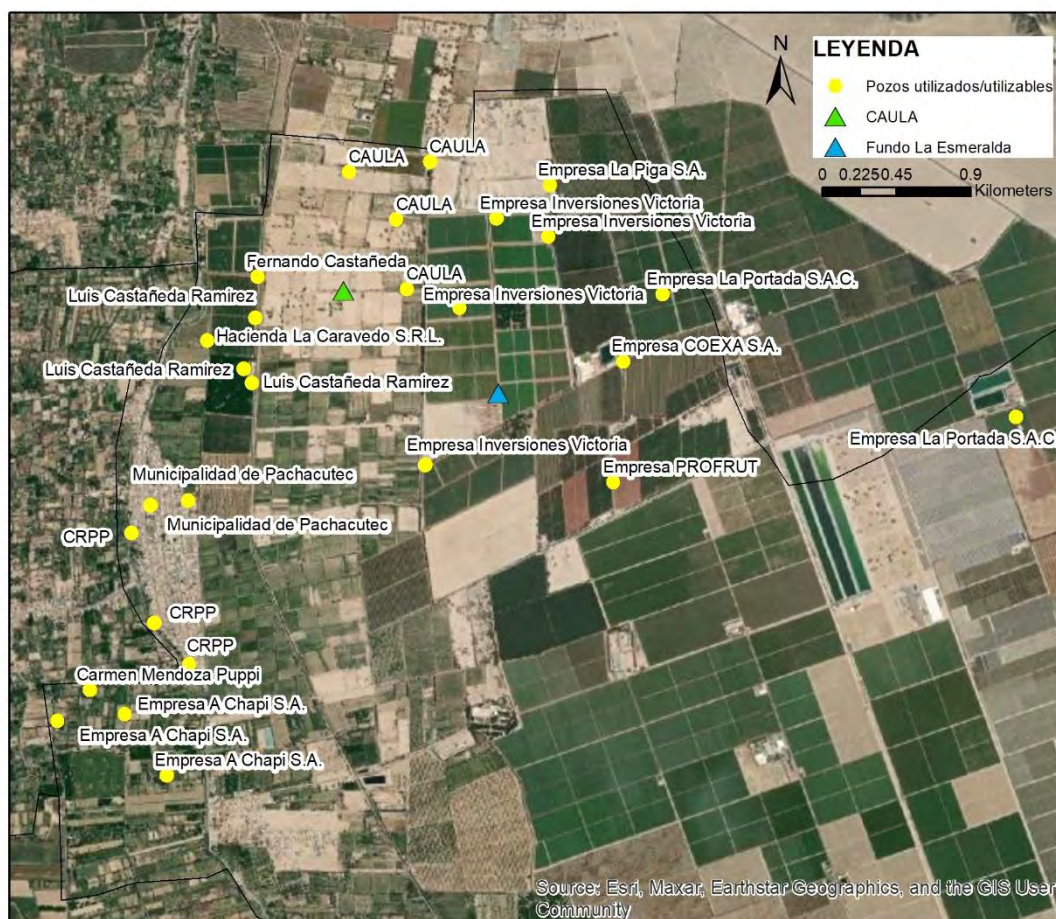 N
LEYENDA
Pozos utilizados/utilizables
CAULA
Fundo La Esmeralda
0 0.225 0.45 0.9
Kilometers
CAULA
CAULA
Empresa La Piga S.A.
CAULA
Empresa Inversiones Victoria
Empresa Inversiones Victoria
Fernando Castañeda
CAULA
Empresa La Portada S.A.C.
Luis Castañeda Ramirez
Empresa Inversiones Victoria
Hacienda La Caravedo S.R.L.
Empresa COEXA S.A.
Luis Castañeda Ramirez
Luis Castañeda Ramirez
Empresa La Portada S.A.C
Empresa Inversiones Victoria
Empresa PROFRUT
Municipalidad de Pachacutec
Municipalidad de Pachacutec
CRPP
CRPP
CRPP
Carmen Mendoza Puppi
Empresa A Chapi S.A.
Empresa A Chapi S.A.
Empresa A Chapi S.A.
Source: Esri, Maxar, Earthstar Geographics, and the GIS User
Community